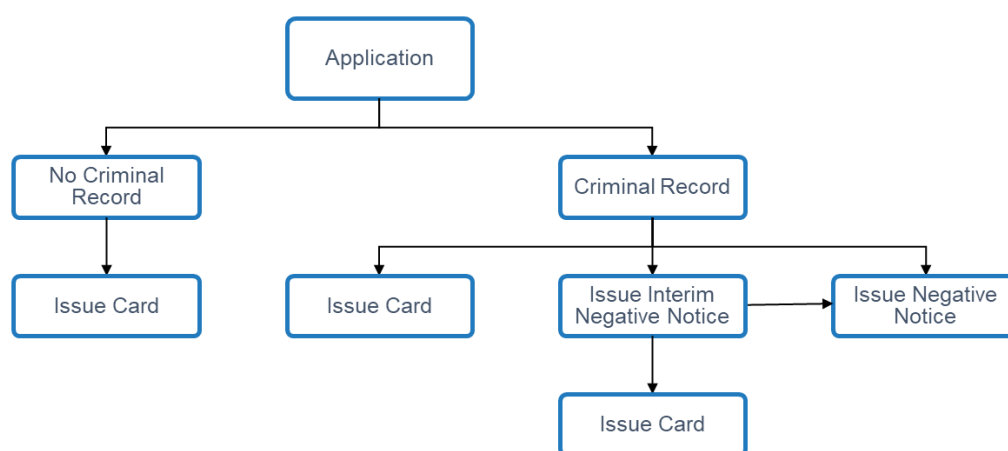 Application
No Criminal
Record
Criminal Record
Issue Card
Issue Card
Issue Interim
Negative Notice
Issue Negative
Notice
Issue Card